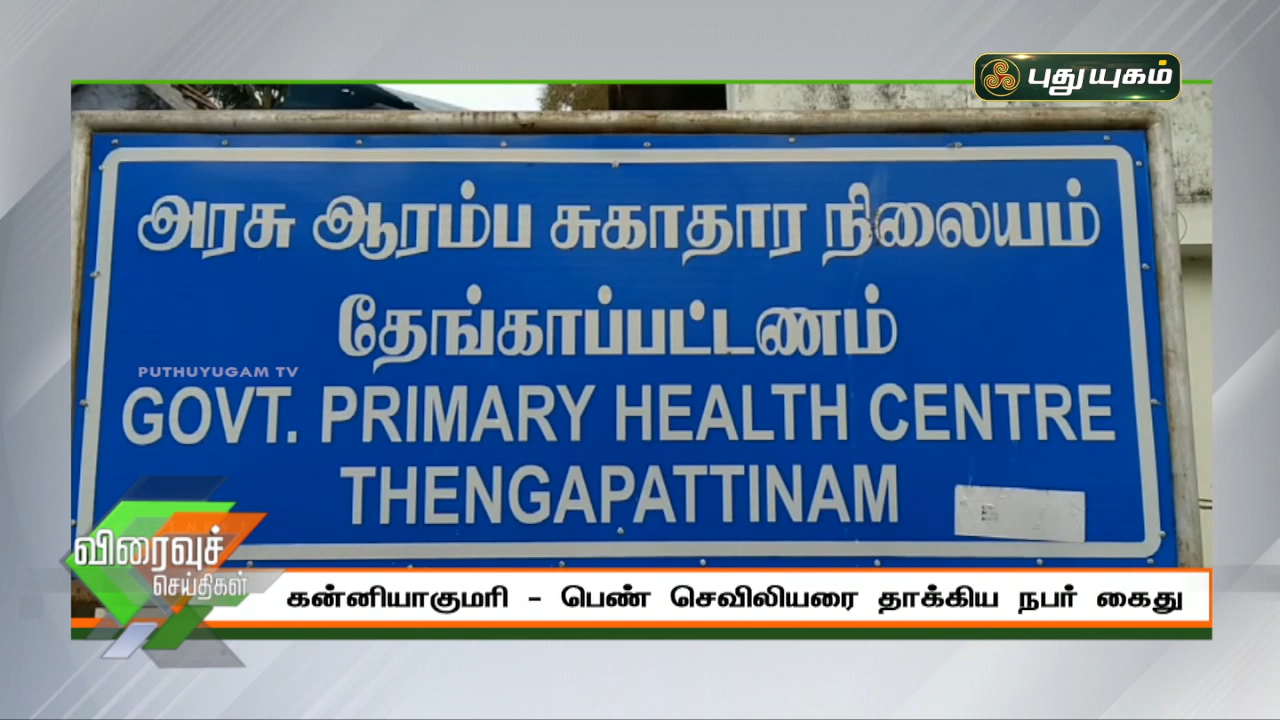 புதுயுகம்
அரசு ஆரம்ப சுகாதார நிலையம்
தேங்காப்பட்டணம்
PUTHUYUGAM TV
GOVT. PRIMARY HEALTH CENTRE
THENGAPATTINAM
விரைவுச்
செய்திகள்
கன்னியாகுமரி - பெண் செவிலியரை தாக்கிய நபர் கைது